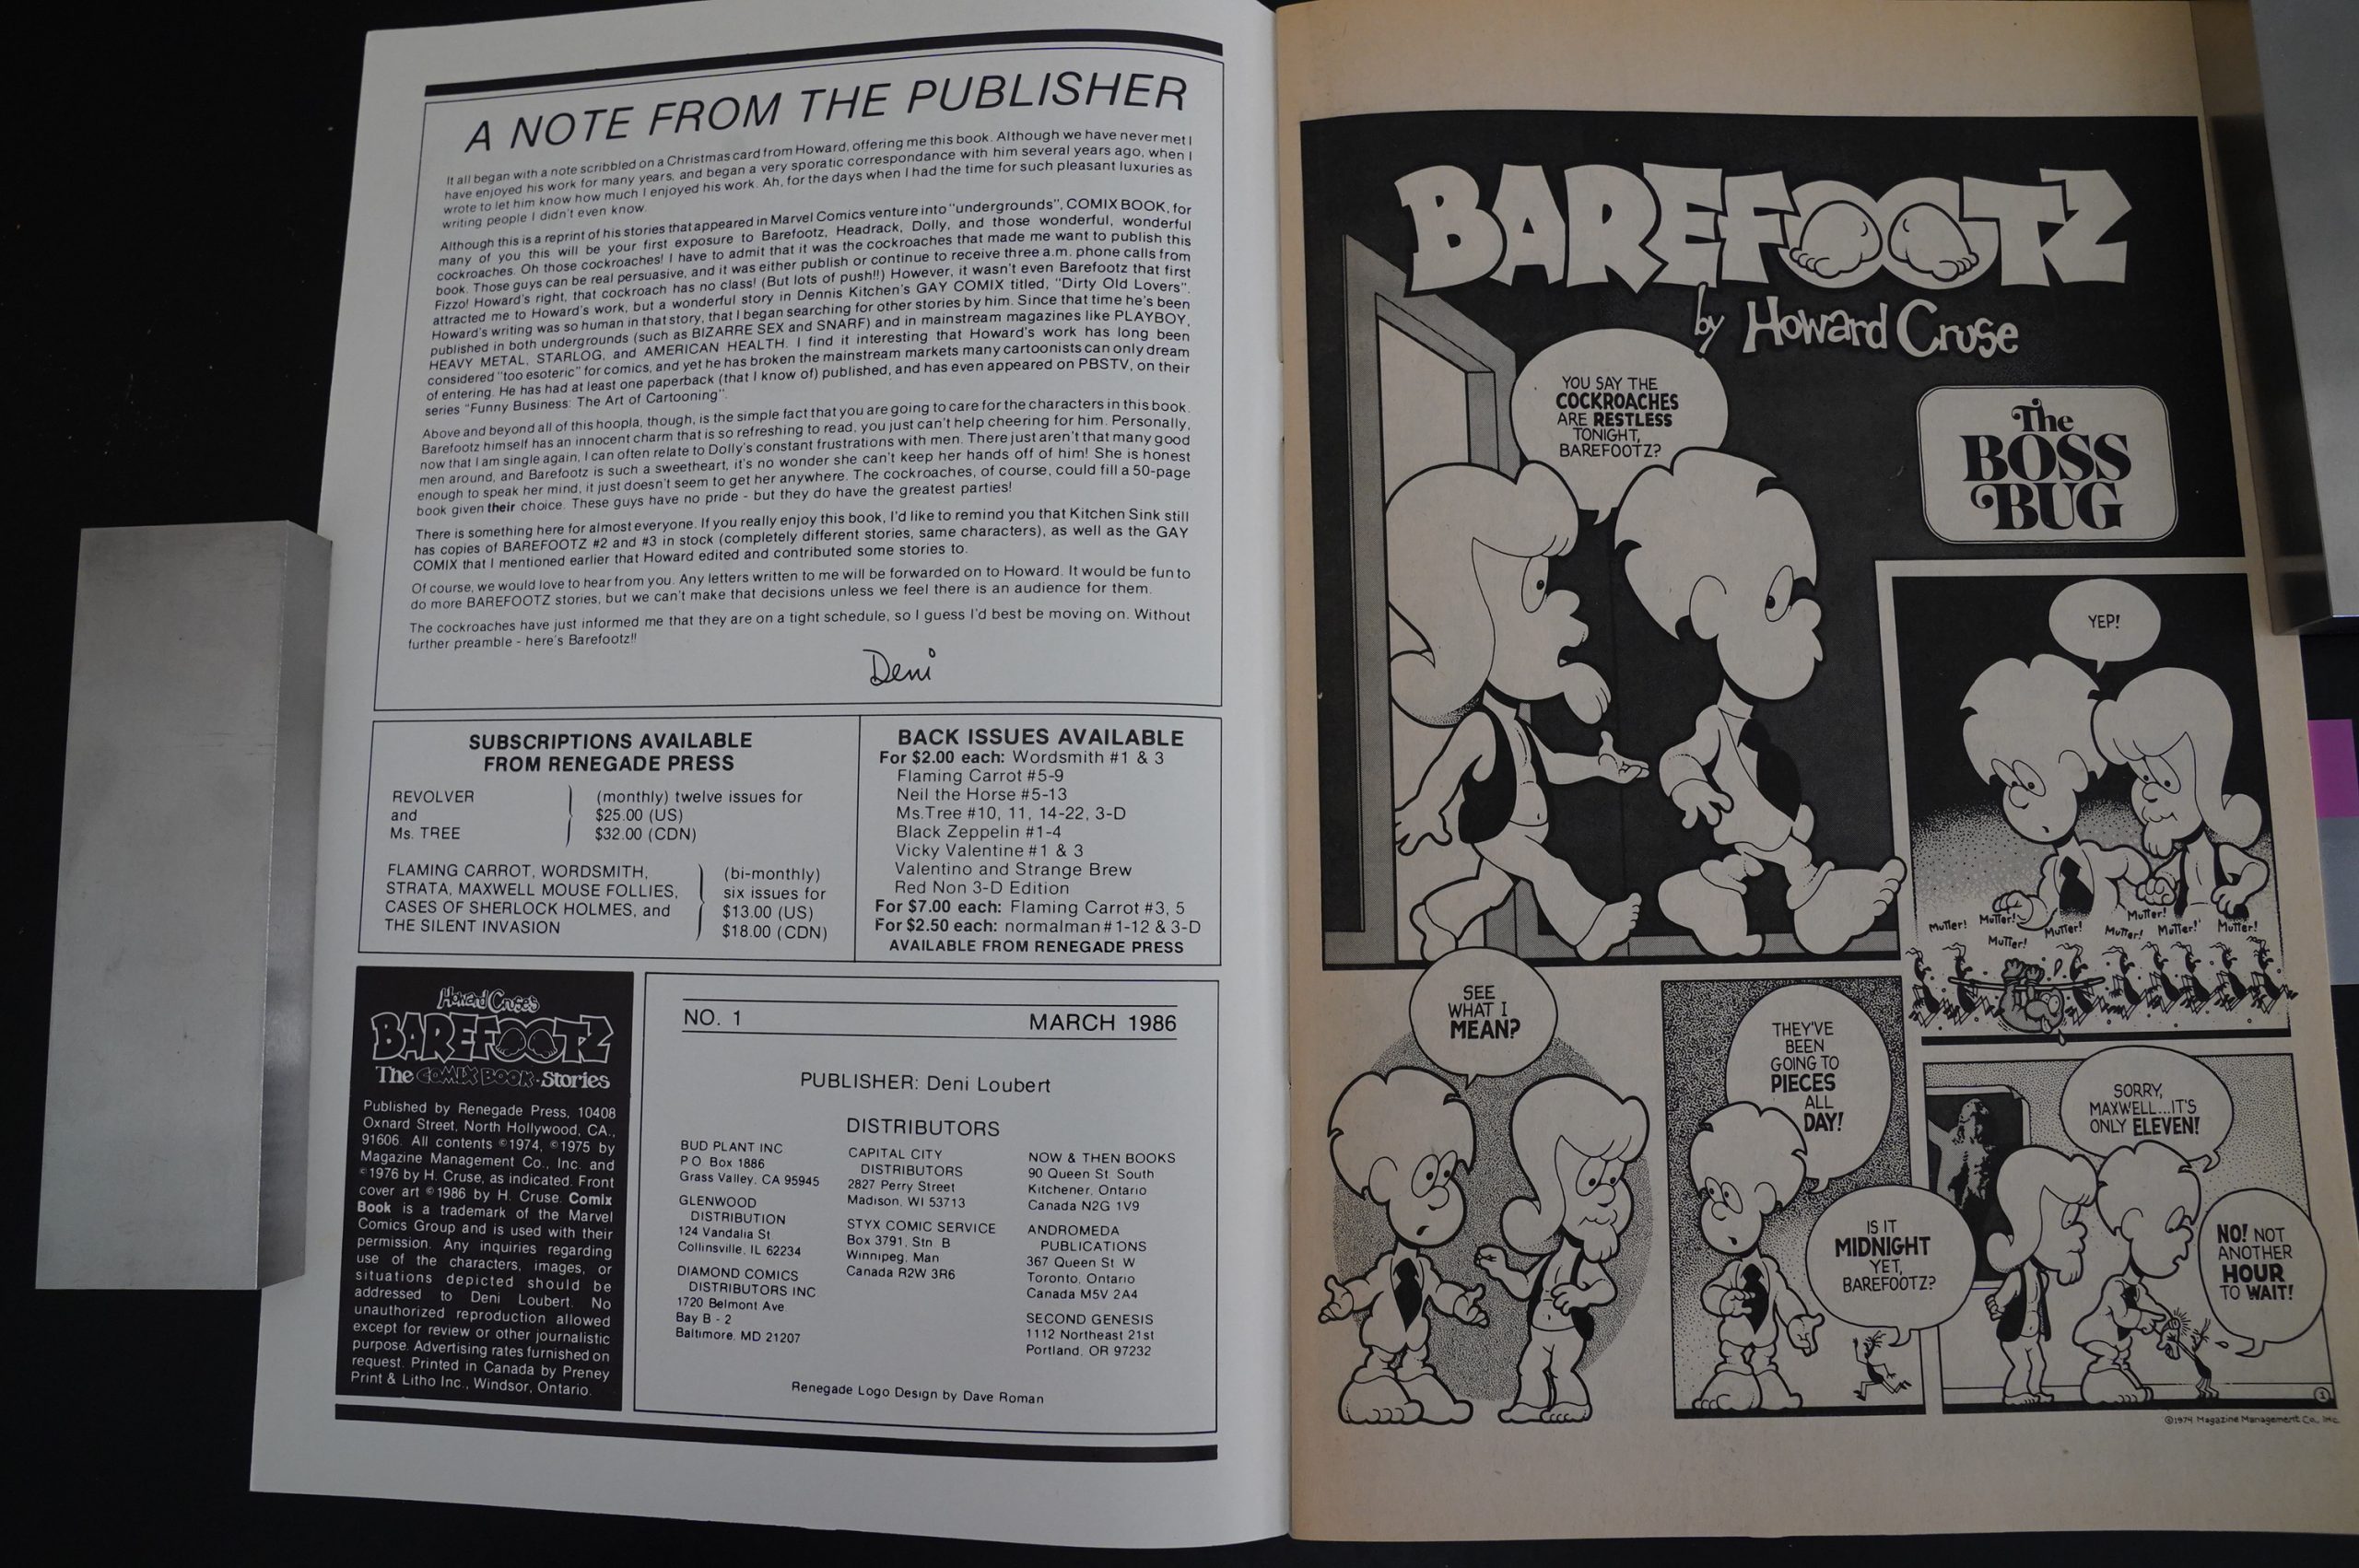 A NOTE FROM THE PUBLISHER
It all began with a note scribbled on a Christmas card from Howard, offering me this book. Although we have never met I
have enjoyed his work for many years, and began a very sporatic correspondance with him several years ago, when I
wrote to let him know how much I enjoyed his work. Ah, for the days when I had the time for such pleasant luxuries as
writing people I didn't even know.
Although this is a reprint of his stories that appeared in Marvel Comics venture into "undergrounds", COMIX BOOK, for
many of you this will be your first exposure to Barefootz, Headrack, Dolly, and those wonderful, wonderful
cockroaches. Oh those cockroaches! I have to admit that it was the cockroaches that made me want to publish this
book. Those guys can be real persuasive, and it was either publish or continue to receive three a.m. phone calls from
Fizzo! Howard's right, that cockroach has no class! (But lots of push!!) However, it wasn't even Barefootz that first
attracted me to Howard's work, but a wonderful story in Dennis Kitchen's GAY COMIX titled, "Dirty Old Lovers".
Howard's writing was so human in that story, that I began searching for other stories by him. Since that time he's been
published in both undergrounds (such as BIZARRE SEX and SNARF) and in mainstream magazines like PLAYBOY,
HEAVY METAL, STARLOG, and AMERICAN HEALTH. I find it interesting that Howard's work has long been
considered "too esoteric" for comics, and yet he has broken the mainstream markets many cartoonists can only dream
of entering. He has had at least one paperback (that I know of) published, and has even appeared on PBSTV, on their
series "Funny Business: The Art of Cartooning".
Above and beyond all of this hoopla, though, is the simple fact that you are going to care for the characters in this book.
Barefootz himself has an innocent charm that is so refreshing to read, you just can't help cheering for him. Personally,
now that I am single again, I can often relate to Dolly's constant frustrations with men. There just aren't that many good
men around, and Barefootz is such a sweetheart, it's no wonder she can't keep her hands off of him! She is honest
enough to speak her mind, it just doesn't seem to get her anywhere. The cockroaches, of course, could fill a 50-page
book given their choice. These guys have no pride - but they do have the greatest parties!
There is something here for almost everyone. If you really enjoy this book, I'd like to remind you that Kitchen Sink still
has copies of BAREFOOTZ #2 and #3 in stock (completely different stories, same characters), as well as the GAY
COMIX that I mentioned earlier that Howard edited and contributed some stories to.
Of course, we would love to hear from you. Any letters written to me will be forwarded on to Howard. It would be fun to
do more BAREFOOTZ stories, but we can't make that decisions unless we feel there is an audience for them.
The cockroaches have just informed me that they are on a tight schedule, so I guess I'd best be moving on. Without
further preamble - here's Barefootz!!
Deni
SUBSCRIPTIONS AVAILABLE
FROM RENEGADE PRESS
REVOLVER
and
Ms. TREE
(monthly) twelve issues for
$25.00 (US)
$32.00 (CDN)
FLAMING CARROT, WORDSMITH,
STRATA, MAXWELL MOUSE FOLLIES,
CASES OF SHERLOCK HOLMES, and
THE SILENT INVASION
(bi-monthly)
six issues for
$13.00 (US)
$18.00 (CDN)
BACK ISSUES AVAILABLE
For $2.00 each: Wordsmith #1 & 3
Flaming Carrot #5-9
Neil the Horse #5-13
Ms.Tree #10, 11, 14-22, 3-D
Black Zeppelin #1-4
Vicky Valentine #1 & 3
Valentino and Strange Brew
Red Non 3-D Edition
For $7.00 each: Flaming Carrot #3, 5
For $2.50 each: normalman #1-12 & 3-D
AVAILABLE FROM RENEGADE PRESS
Howard Cruse's
BAREFOOTZ
The COMIX BOOK Stories
Published by Renegade Press, 10408
Oxnard Street, North Hollywood, CA.,
91606. All contents ©1974, ©1975 by
Magazine Management Co., Inc. and
©1976 by H. Cruse, as indicated. Front
cover art ©1986 by H. Cruse. Comix
Book is a trademark of the Marvel
Comics Group and is used with their
permission. Any inquiries regarding
use of the characters, images, or
situations depicted should be
addressed to Deni Loubert. No
unauthorized reproduction allowed
except for review or other journalistic
purpose. Advertising rates furnished on
request. Printed in Canada by Preney
Print & Litho Inc., Windsor, Ontario.
NO. 1
MARCH 1986
PUBLISHER: Deni Loubert
DISTRIBUTORS
BUD PLANT INC
P.O. Box 1886
Grass Valley, CA 95945
GLENWOOD
DISTRIBUTION
124 Vandalia St
Collinsville, IL 62234
DIAMOND COMICS
DISTRIBUTORS INC
1720 Belmont Ave.
Bay B - 2
Baltimore, MD 21207
CAPITAL CITY
DISTRIBUTORS
2827 Perry Street
Madison, WI 53713
STYX COMIC SERVICE
Box 3791, Stn. B
Winnipeg, Man
Canada R2W 3R6
NOW & THEN BOOKS
90 Queen St. South
Kitchener, Ontario
Canada N2G 1V9
ANDROMEDA
PUBLICATIONS
367 Queen St. W
Toronto, Ontario
Canada M5V 2A4
SECOND GENESIS
1112 Northeast 21st
Portland, OR 97232
Renegade Logo Design by Dave Roman
BAREFOOTZ
by Howard Cruse
The
BOSS
BUG
YOU SAY THE
COCKROACHES
ARE RESTLESS
TONIGHT,
BAREFOOTZ?
YEP!
Mutter! Mutter! Mutter! Mutter! Mutter! Mutter! Mutter! Mutter!
SEE
WHAT I
MEAN?
THEY'VE
BEEN
GOING TO
PIECES
ALL
DAY!
IS IT
MIDNIGHT
YET,
BAREFOOTZ?
SORRY,
MAXWELL...IT'S
ONLY ELEVEN!
NO! NOT
ANOTHER
HOUR
TO WAIT!
1
©1974 Magazine Management Co., Inc.